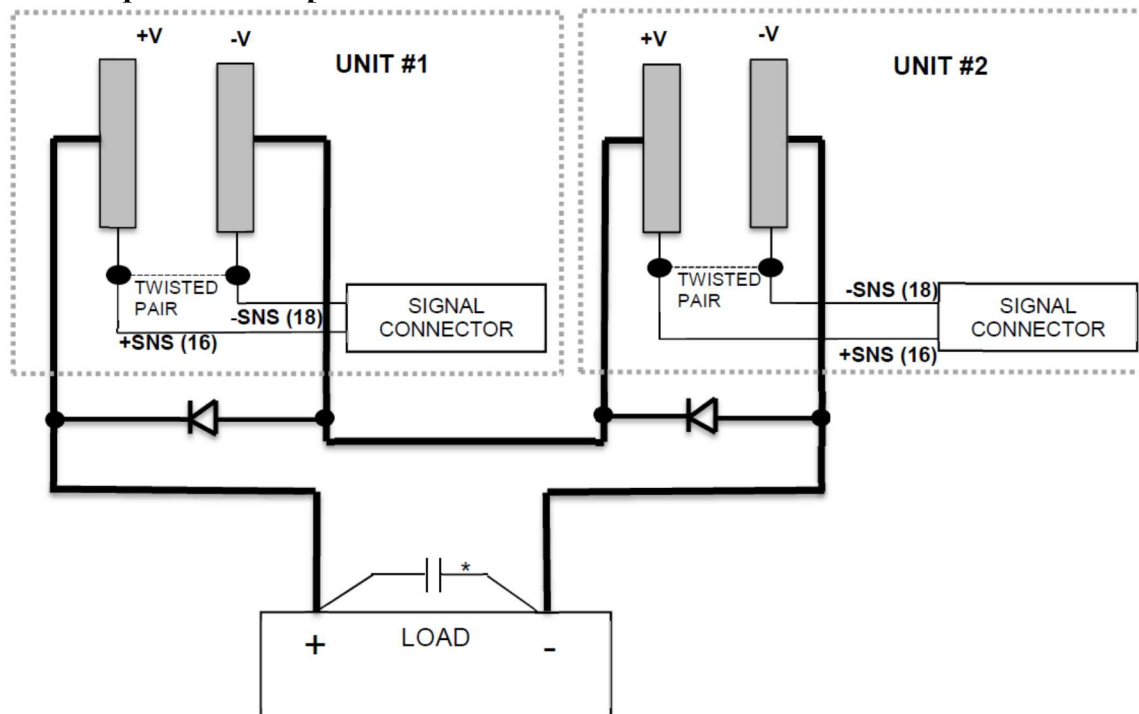 +V -V
UNIT #1
TWISTED
PAIR
-SNS (18)
+SNS (16)
SIGNAL
CONNECTOR
+V -V
UNIT #2
TWISTED
PAIR
-SNS (18)
+SNS (16)
SIGNAL
CONNECTOR
*
+ LOAD -